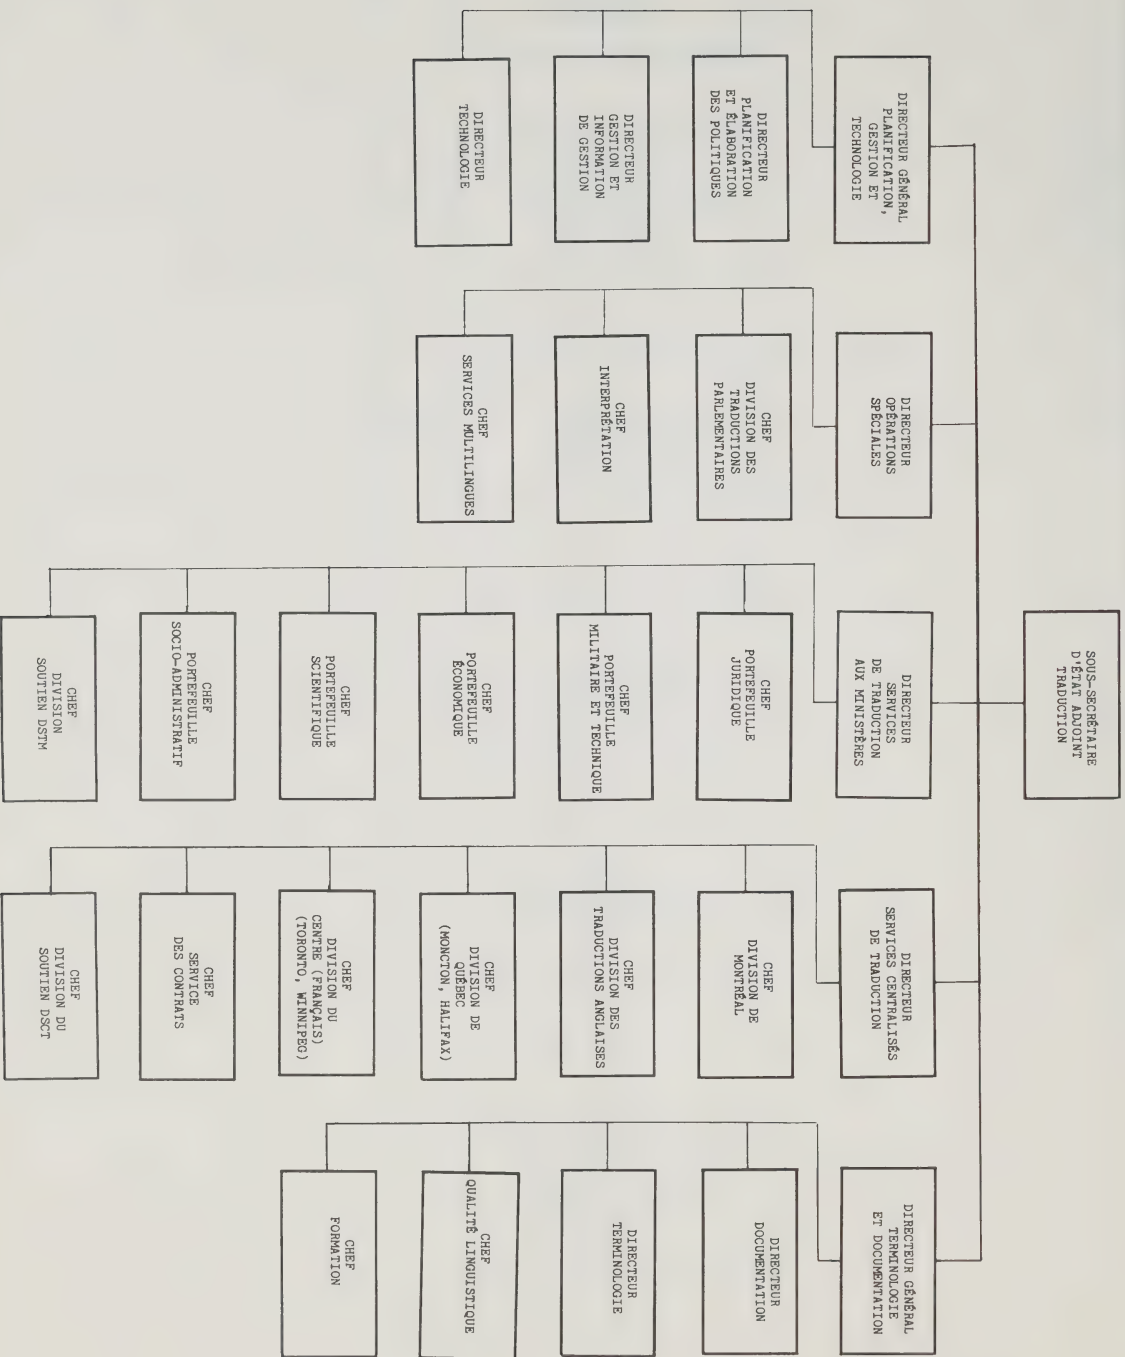 SOUS-SECRÉTAIRE
D'ÉTAT ADJOINT
TRADUCTION
DIRECTEUR GÉNÉRAL
PLANIFICATION,
GESTION ET
TECHNOLOGIE
DIRECTEUR
PLANIFICATION
ET ÉLABORATION
DES POLITIQUES
DIRECTEUR
GESTION ET
INFORMATION
DE GESTION
DIRECTEUR
TECHNOLOGIE
DIRECTEUR
OPÉRATIONS
SPÉCIALES
CHEF
DIVISION DES
TRADUCTIONS
PARLEMENTAIRES
CHEF
INTERPRÉTATION
CHEF
SERVICES MULTILINGUES
DIRECTEUR
SERVICES
DE TRADUCTION
AUX MINISTÈRES
CHEF
PORTEFEUILLE
JURIDIQUE
CHEF
PORTEFEUILLE
MILITAIRE ET TECHNIQUE
CHEF
PORTEFEUILLE
ÉCONOMIQUE
CHEF
PORTEFEUILLE
SCIENTIFIQUE
CHEF
PORTEFEUILLE
SOCIO-ADMINISTRATIF
CHEF
DIVISION
SOUTIEN DSTM
DIRECTEUR
SERVICES CENTRALISÉS
DE TRADUCTION
CHEF
DIVISION DE
MONTRÉAL
CHEF
DIVISION DES
TRADUCTIONS ANGLAISES
CHEF
DIVISION DE
QUÉBEC
(MONCTON, HALIFAX)
CHEF
DIVISION DU
CENTRE (FRANÇAIS)
(TORONTO, WINNIPEG)
CHEF
SERVICE
DES CONTRATS
CHEF
DIVISION DU
SOUTIEN DSCT
DIRECTEUR GÉNÉRAL
TERMINOLOGIE
ET DOCUMENTATION
DIRECTEUR
DOCUMENTATION
DIRECTEUR
TERMINOLOGIE
CHEF
QUALITÉ LINGUISTIQUE
CHEF
FORMATION